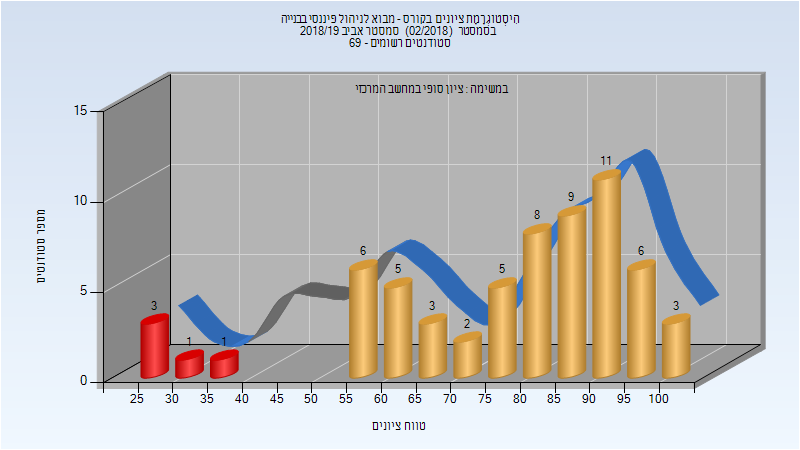 היסטוגרמת ציונים בקורס - מבוא לניהול פיננסי בבנייה
בסמסטר (02/2018) סמסטר אביב 2018/19
סטודנטים רשומים - 69
במשימה : ציון סופי במחשב המרכזי
מספר סטודנטים
15
10
5
0
3
1
1
6
5
3
2
5
8
9
11
6
3
25 30 35 40 45 50 55 60 65 70 75 80 85 90 95 100
טווח ציונים